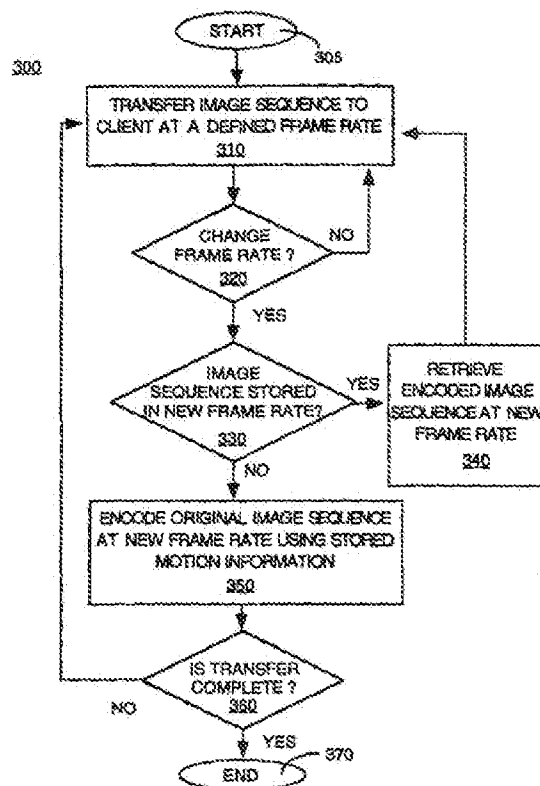 START
305
300
TRANSFER IMAGE SEQUENCE TO
CLIENT AT A DEFINED FRAME RATE
310
CHANGE
FRAME RATE ?
320
NO
YES
IMAGE
SEQUENCE STORED
IN NEW FRAME RATE?
330
YES
RETRIEVE
ENCODED IMAGE
SEQUENCE AT NEW
FRAME RATE
340
NO
ENCODE ORIGINAL IMAGE SEQUENCE
AT NEW FRAME RATE USING STORED
MOTION INFORMATION
350
IS TRANSFER
COMPLETE ?
360
NO
YES
370
END